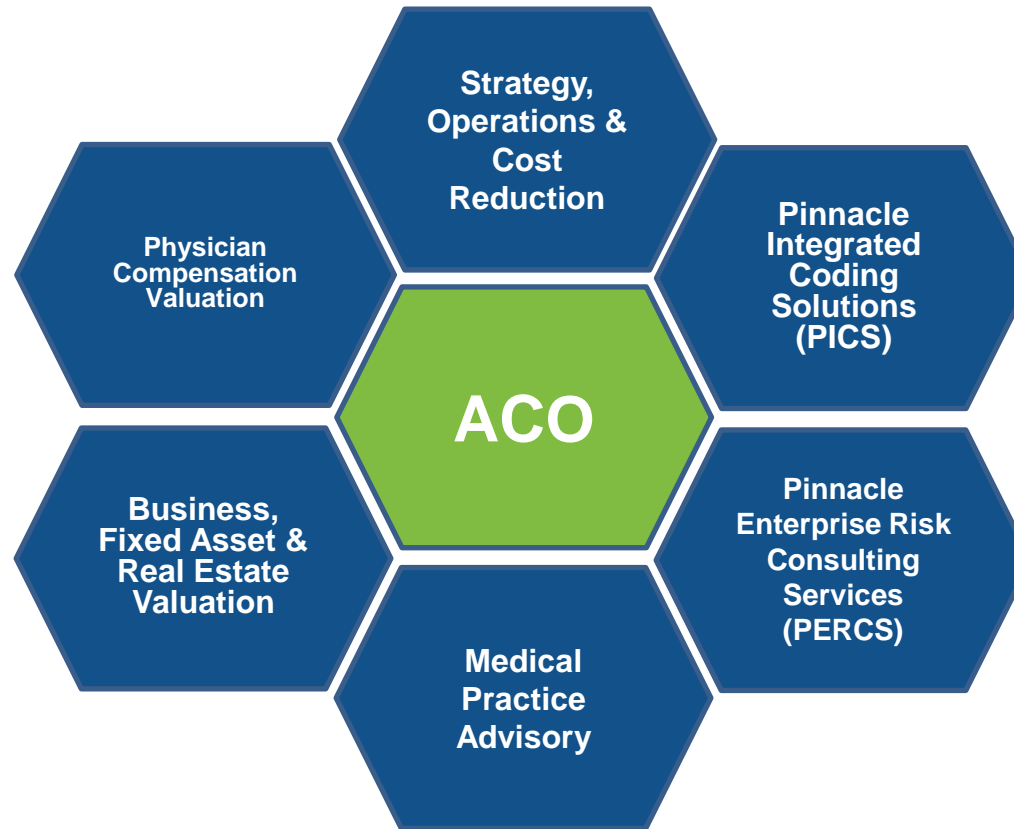 Strategy,
Operations &
Cost
Reduction
Physician
Compensation
Valuation
Pinnacle
Integrated
Coding
Solutions
(PICS)
ACO
Business,
Fixed Asset &
Real Estate
Valuation
Pinnacle
Enterprise Risk
Consulting
Services
(PERCS)
Medical
Practice
Advisory